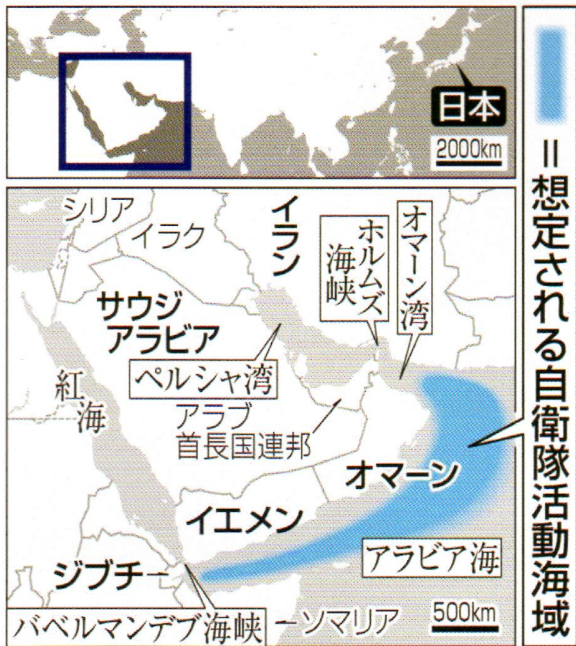 日本
2000km
=想定される自衛隊活動海域
シリア
イラク
イラン
ホルムズ
海峡
オマーン湾
サウジ
アラビア
ペルシャ湾
紅海
アラブ
首長国連邦
オマーン
イエメン
アラビア海
ジブチ
バベルマンデブ海峡
ソマリア
500km